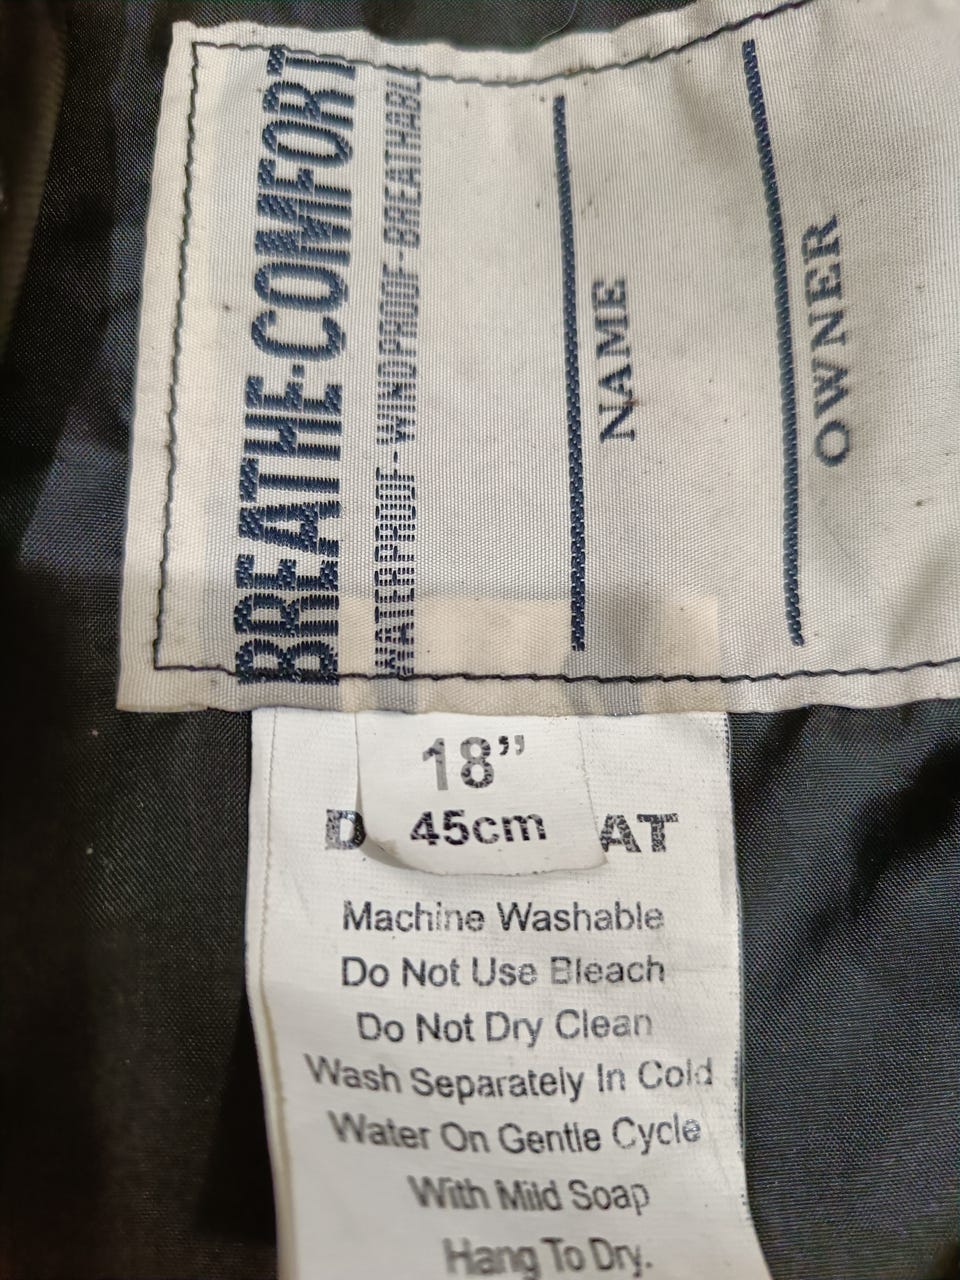 BREATHE-COMFORT
WATERPROOF-WINDPROOF-BREATHABLE
NAME
OWNER
18”
45cm
D AT
Machine Washable
Do Not Use Bleach
Do Not Dry Clean
Wash Separately In Cold
Water On Gentle Cycle
With Mild Soap
Hang To Dry.